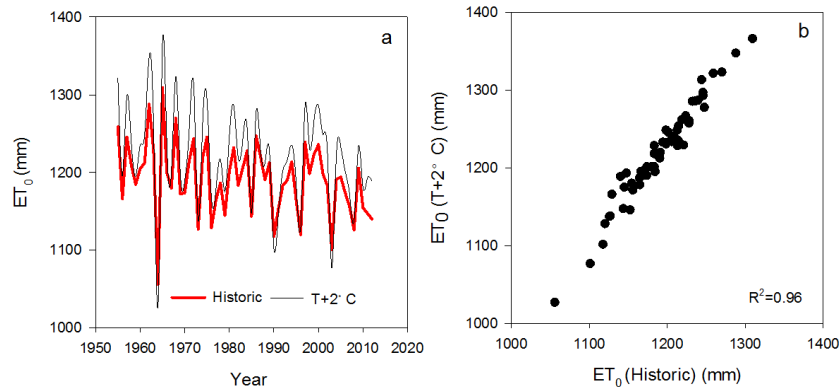 a
ET₀ (mm)
1400
1300
1200
1100
1000
Historic
T+2° C
1950 1960 1970 1980 1990 2000 2010 2020
Year
b
ET₀ (T+2° C) (mm)
1400
1300
1200
1100
1000
R²=0.96
1000 1100 1200 1300 1400
ET₀ (Historic) (mm)